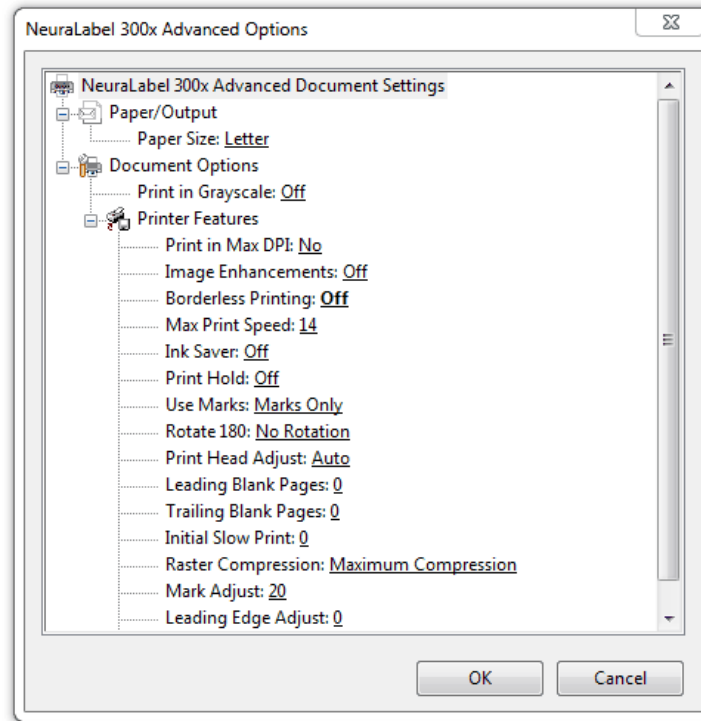 NeuraLabel 300x Advanced Options
NeuraLabel 300x Advanced Document Settings
Paper/Output
Paper Size: Letter
Document Options
Print in Grayscale: Off
Printer Features
Print in Max DPI: No
Image Enhancements: Off
Borderless Printing: Off
Max Print Speed: 14
Ink Saver: Off
Print Hold: Off
Use Marks: Marks Only
Rotate 180: No Rotation
Print Head Adjust: Auto
Leading Blank Pages: 0
Trailing Blank Pages: 0
Initial Slow Print: 0
Raster Compression: Maximum Compression
Mark Adjust: 20
Leading Edge Adjust: 0
OK Cancel